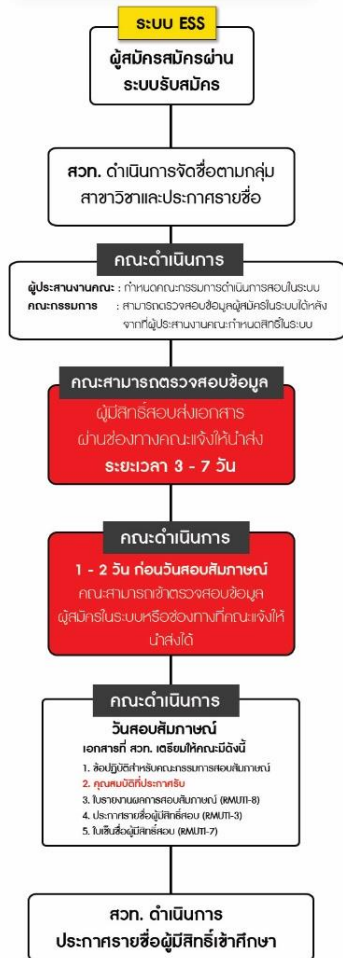 ระบบ ESS
ผู้สมัครสมัครผ่าน
ระบบรับสมัคร
สวท. ดำเนินการจัดชื่อตามกลุ่ม
สาขาวิชาและประกาศรายชื่อ
คณะดำเนินการ
ผู้ประสานงานคณะ : กำหนดคณะกรรมการดำเนินการสอบในระบบ
คณะกรรมการ : สามารถตรวจสอบข้อมูลผู้สมัครในระบบได้หลัง
จากที่ผู้ประสานงานคณะกำหนดสิทธิ์ในระบบ
คณะสามารถตรวจสอบข้อมูล
ผู้มีสิทธิ์สอบส่งเอกสาร
ผ่านช่องทางคณะแจ้งให้นำส่ง
ระยะเวลา 3 - 7 วัน
คณะดำเนินการ
1 - 2 วัน ก่อนวันสอบสัมภาษณ์
คณะสามารถเข้าตรวจสอบข้อมูล
ผู้สมัครในระบบหรือช่องทางที่คณะแจ้งให้
นำส่งได้
คณะดำเนินการ
วันสอบสัมภาษณ์
เอกสารที่ สวท. เตรียมให้คณะมีดังนี้
1. ข้อปฏิบัติสำหรับคณะกรรมการสอบสัมภาษณ์
2. คุณสมบัติที่ประกาศรับ
3. ใบรายงานผลการสอบสัมภาษณ์ (RMUTI-8)
4. ประกาศรายชื่อผู้มีสิทธิ์สอบ (RMUTI-3)
5. ใบเซ็นชื่อผู้มีสิทธิ์สอบ (RMUTI-7)
สวท. ดำเนินการ
ประกาศรายชื่อผู้มีสิทธิ์เข้าศึกษา